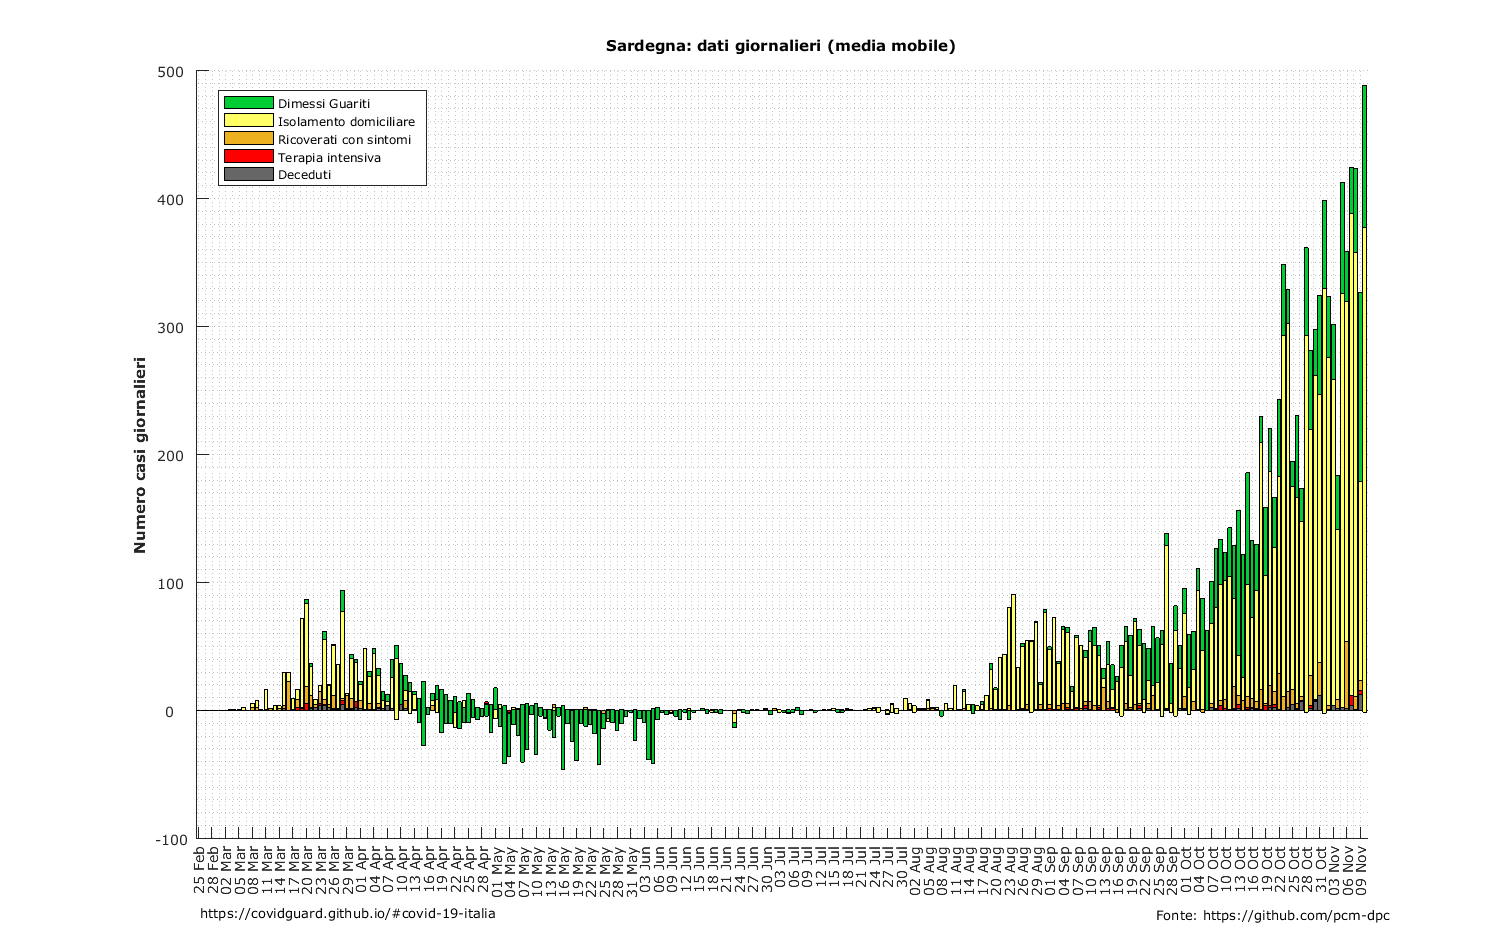 Sardegna: dati giornalieri (media mobile)
Numero casi giornalieri
500
400
300
200
100
0
-100
Dimessi Guariti
Isolamento domiciliare
Ricoverati con sintomi
Terapia intensiva
Deceduti
25 Feb
28 Feb
02 Mar
05 Mar
08 Mar
11 Mar
14 Mar
17 Mar
20 Mar
23 Mar
26 Mar
29 Mar
01 Apr
04 Apr
07 Apr
10 Apr
13 Apr
16 Apr
19 Apr
22 Apr
25 Apr
28 Apr
01 May
04 May
07 May
10 May
13 May
16 May
19 May
22 May
25 May
28 May
31 May
03 Jun
06 Jun
09 Jun
12 Jun
15 Jun
18 Jun
21 Jun
24 Jun
27 Jun
30 Jun
03 Jul
06 Jul
09 Jul
12 Jul
15 Jul
18 Jul
21 Jul
24 Jul
27 Jul
30 Jul
02 Aug
05 Aug
08 Aug
11 Aug
14 Aug
17 Aug
20 Aug
23 Aug
26 Aug
29 Aug
01 Sep
04 Sep
07 Sep
10 Sep
13 Sep
16 Sep
19 Sep
22 Sep
25 Sep
28 Sep
01 Oct
04 Oct
07 Oct
10 Oct
13 Oct
16 Oct
19 Oct
22 Oct
25 Oct
28 Oct
31 Oct
03 Nov
06 Nov
09 Nov
https://covidguard.github.io/#covid-19-italia
Fonte: https://github.com/pcm-dpc